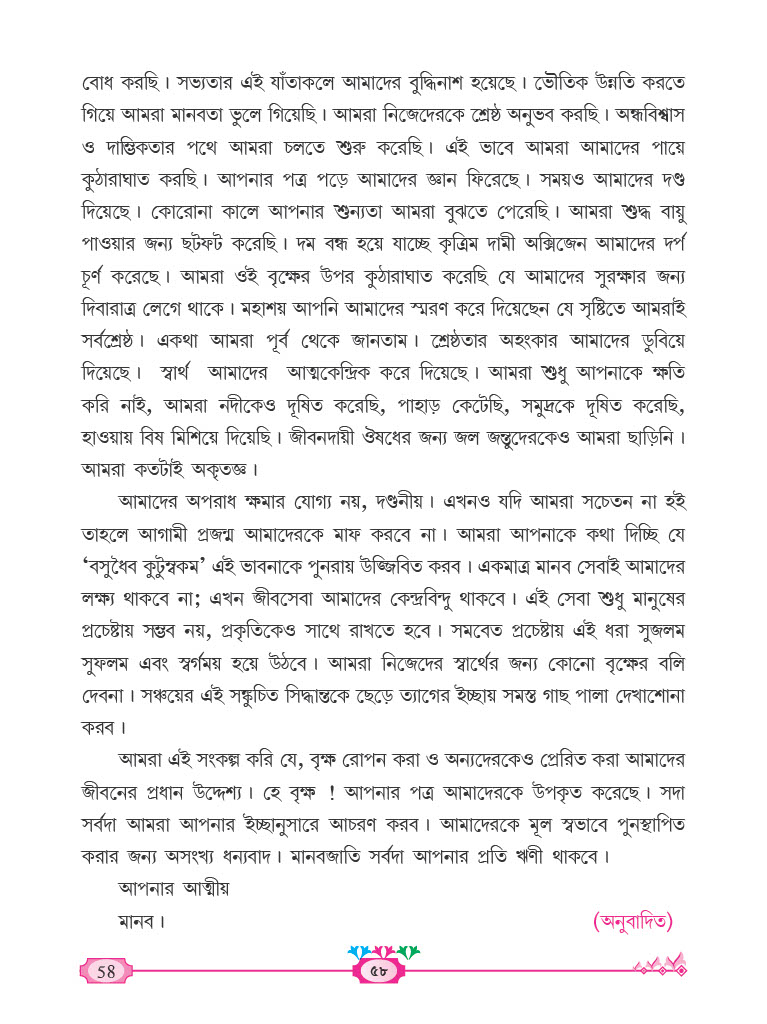 বোধ করছি। সভ্যতার এই যাঁতাকলে আমাদের বুদ্ধিনাশ হয়েছে। ভৌতিক উন্নতি করতে
গিয়ে আমরা মানবতা ভুলে গিয়েছি। আমরা নিজেদেরকে শ্রেষ্ঠ অনুভব করছি। অন্ধবিশ্বাস
ও দাম্ভিকতার পথে আমরা চলতে শুরু করেছি। এই ভাবে আমরা আমাদের পায়ে
কুঠারাঘাত করছি। আপনার পত্র পড়ে আমাদের জ্ঞান ফিরেছে। সময়ও আমাদের দণ্ড
দিয়েছে। কোরোনা কালে আপনার শুন্যতা আমরা বুঝতে পেরেছি। আমরা শুদ্ধ বায়ু
পাওয়ার জন্য ছটফট করেছি। দম বন্ধ হয়ে যাচ্ছে কৃত্রিম দামী অক্সিজেন আমাদের দর্প
চূর্ণ করেছে। আমরা ওই বৃক্ষের উপর কুঠারাঘাত করেছি যে আমাদের সুরক্ষার জন্য
দিবারাত্র লেগে থাকে। মহাশয় আপনি আমাদের স্মরণ করে দিয়েছেন যে সৃষ্টিতে আমরাই
সর্বশ্রেষ্ঠ। একথা আমরা পূর্ব থেকে জানতাম। শ্রেষ্ঠতার অহংকার আমাদের ডুবিয়ে
দিয়েছে। স্বার্থ আমাদের আত্মকেন্দ্রিক করে দিয়েছে। আমরা শুধু আপনাকে ক্ষতি
করি নাই, আমরা নদীকেও দূষিত করেছি, পাহাড় কেটেছি, সমুদ্রকে দূষিত করেছি,
হাওয়ায় বিষ মিশিয়ে দিয়েছি। জীবনদায়ী ঔষধের জন্য জল জন্তুদেরকেও আমরা ছাড়িনি।
আমরা কতটাই অকৃতজ্ঞ।
আমাদের অপরাধ ক্ষমার যোগ্য নয়, দণ্ডনীয়। এখনও যদি আমরা সচেতন না হই
তাহলে আগামী প্রজন্ম আমাদেরকে মাফ করবে না। আমরা আপনাকে কথা দিচ্ছি যে
‘বসুধৈব কুটুম্বকম’ এই ভাবনাকে পুনরায় উজ্জিবিত করব। একমাত্র মানব সেবাই আমাদের
লক্ষ্য থাকবে না; এখন জীবসেবা আমাদের কেন্দ্রবিন্দু থাকবে। এই সেবা শুধু মানুষের
প্রচেষ্টায় সম্ভব নয়, প্রকৃতিকেও সাথে রাখতে হবে। সমবেত প্রচেষ্টায় এই ধরা সুজলম
সুফলম এবং স্বর্গময় হয়ে উঠবে। আমরা নিজেদের স্বার্থের জন্য কোনো বৃক্ষের বলি
দেবনা। সঞ্চয়ের এই সঙ্কুচিত সিদ্ধান্তকে ছেড়ে ত্যাগের ইচ্ছায় সমস্ত গাছ পালা দেখাশোনা
করব।
আমরা এই সংকল্প করি যে, বৃক্ষ রোপন করা ও অন্যদেরকেও প্রেরিত করা আমাদের
জীবনের প্রধান উদ্দেশ্য। হে বৃক্ষ ! আপনার পত্র আমাদেরকে উপকৃত করেছে। সদা
সর্বদা আমরা আপনার ইচ্ছানুসারে আচরণ করব। আমাদেরকে মূল স্বভাবে পুনস্থাপিত
করার জন্য অসংখ্য ধন্যবাদ। মানবজাতি সর্বদা আপনার প্রতি ঋণী থাকবে।
আপনার আত্মীয়
মানব। (অনুবাদিত)
58 ৫৮